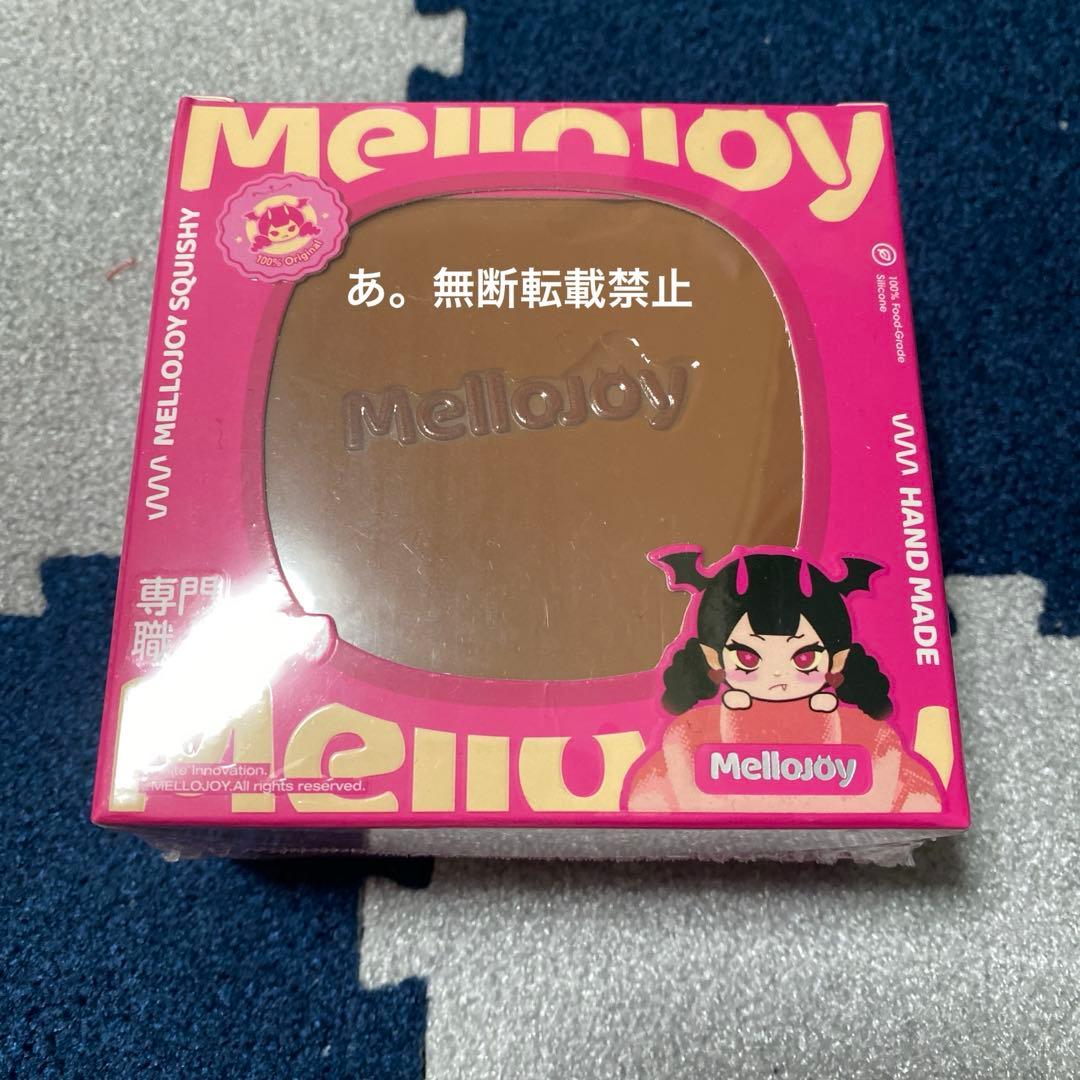 Mellojoy
100% Original
MELLOJOY SQUISHY
あ。無断転載禁止
100% Food-Grade
Silicone
Mellojoy
HAND MADE
専門
職
Innovation.
MELLOJOY.All rights reserved.
Mellojoy